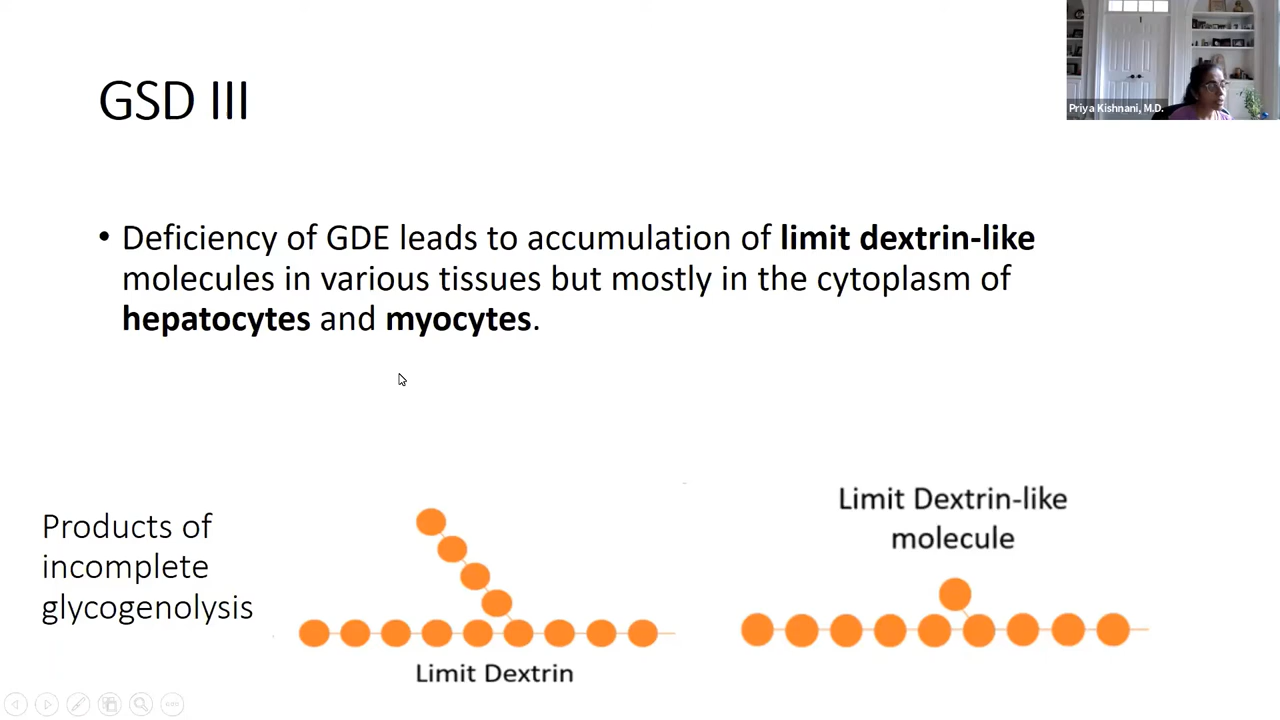 GSD III
Priya Kishnani, M.D.
• Deficiency of GDE leads to accumulation of limit dextrin-like
molecules in various tissues but mostly in the cytoplasm of
hepatocytes and myocytes.
Products of
incomplete
glycogenolysis
Limit Dextrin
Limit Dextrin-like
molecule